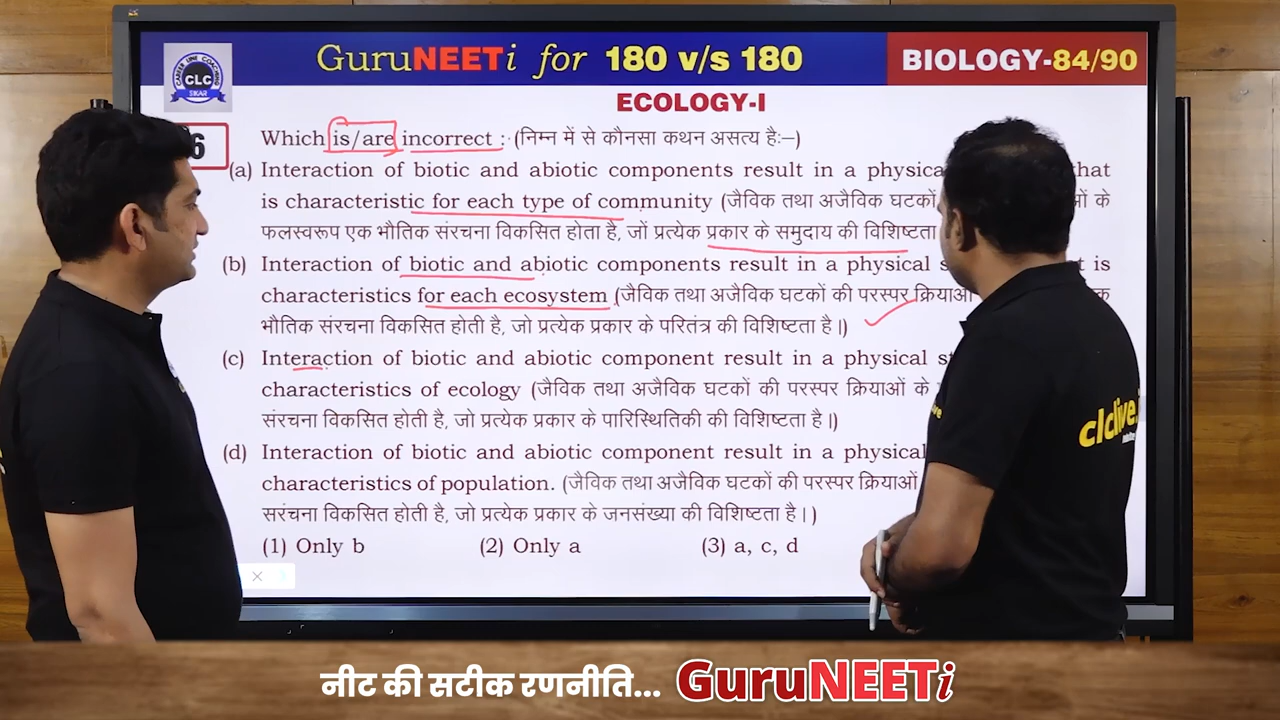 CAREER LINE COACHING
CLC
SIKAR
GuruNEETi for 180 v/s 180
BIOLOGY-84/90
ECOLOGY-I
6 Which is/are incorrect : (निम्न में से कौनसा कथन असत्य है:–)
(a) Interaction of biotic and abiotic components result in a that
is characteristic for each type of community (जैविक तथा अजैविक घटकों के
फलस्वरूप एक भौतिक संरचना विकसित होता है, जों प्रत्येक प्रकार के समुदाय की विशिष्टता
(b) Interaction of biotic and abiotic components result in a physical is
characteristics for each ecosystem (जैविक तथा अजैविक घटकों की परस्पर क्रियाओं
भौतिक संरचना विकसित होती है, जो प्रत्येक प्रकार के परितंत्र की विशिष्टता है।)
(c) Interaction of biotic and abiotic component result in a physical
characteristics of ecology (जैविक तथा अजैविक घटकों की परस्पर क्रियाओं के
संरचना विकसित होती है, जो प्रत्येक प्रकार के पारिस्थितिकी की विशिष्टता है।)
(d) Interaction of biotic and abiotic component result in a physical
characteristics of population. (जैविक तथा अजैविक घटकों की परस्पर क्रियाओं
सरंचना विकसित होती है, जो प्रत्येक प्रकार के जनसंख्या की विशिष्टता है।)
(1) Only b (2) Only a (3) a, c, d
clclive.i
नीट की सटीक रणनीति... GuruNEETi